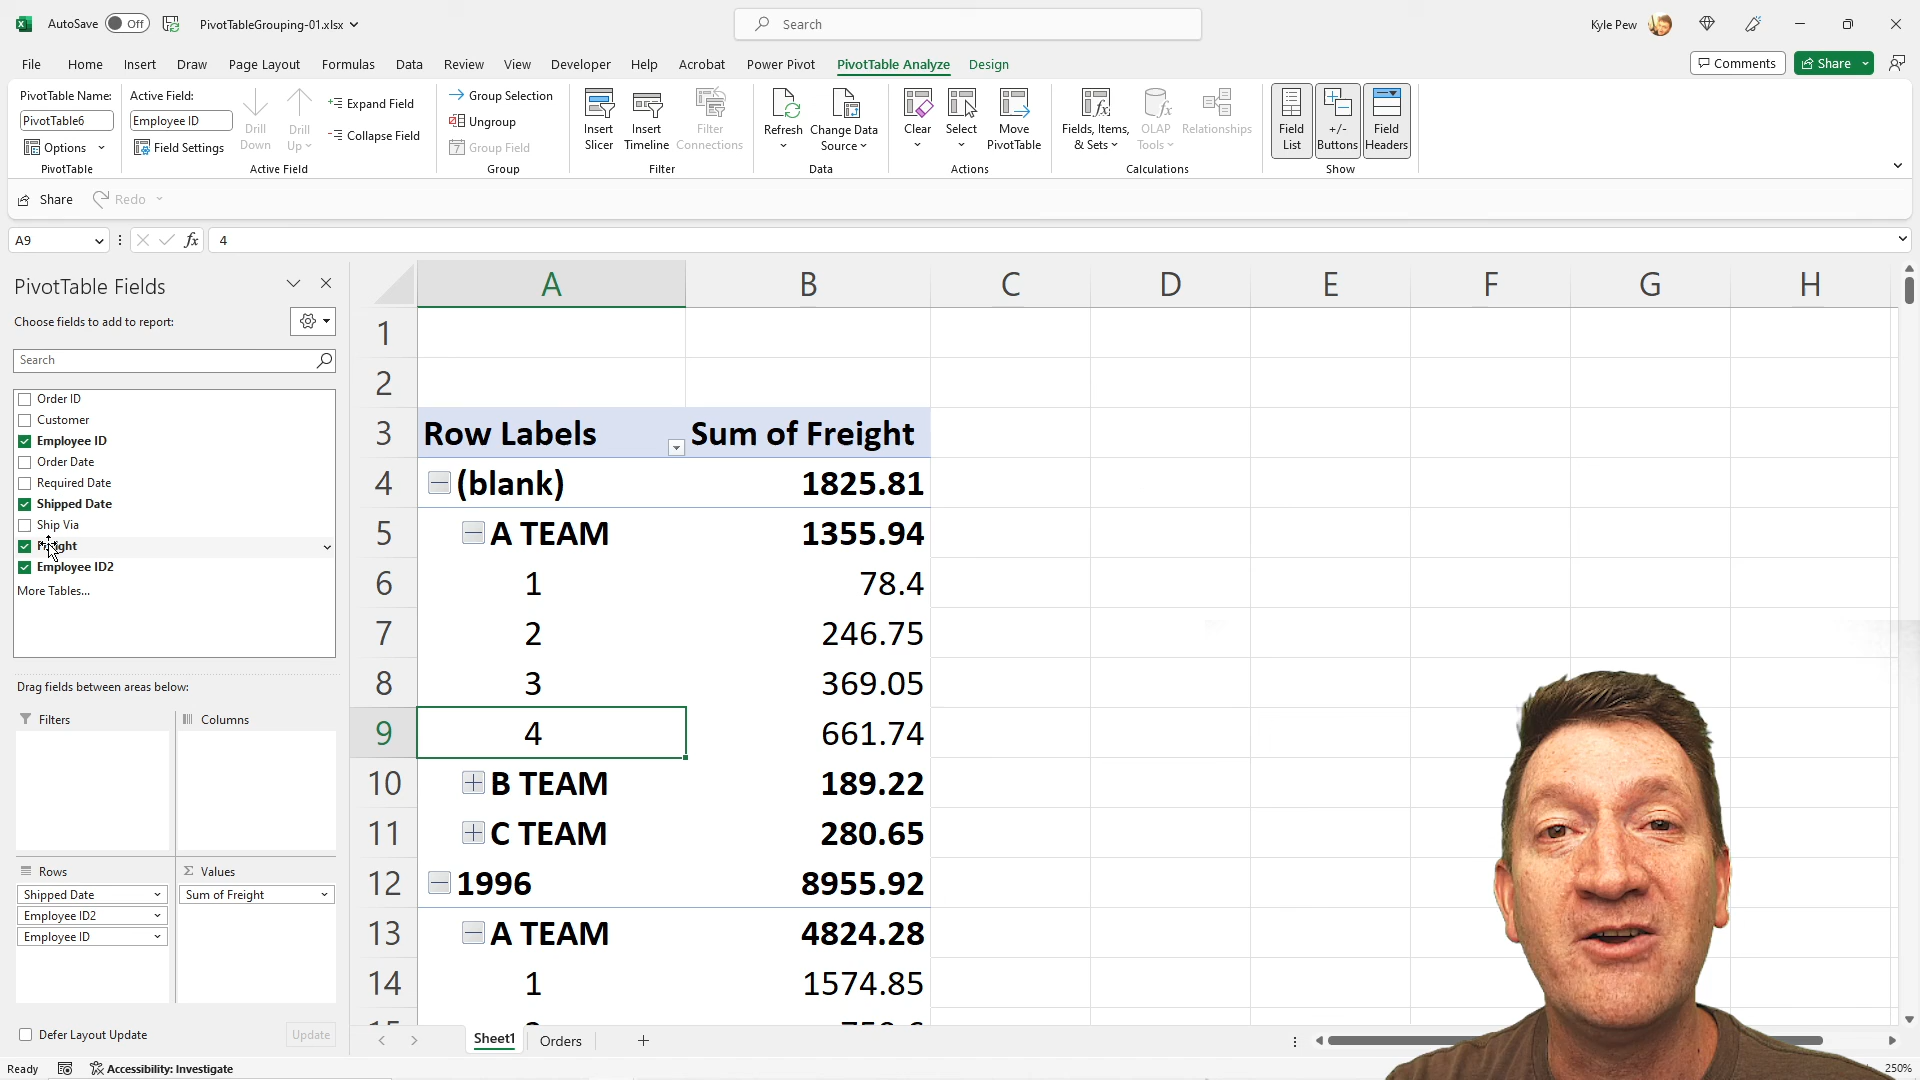 AutoSave Off PivotTableGrouping-01.xlsx Search Kyle Pew
File Home Insert Draw Page Layout Formulas Data Review View Developer Help Acrobat Power Pivot PivotTable Analyze Design Comments Share
PivotTable Name: Active Field: Expand Field Group Selection
PivotTable6 Employee ID Drill Down Drill Up Collapse Field Ungroup
Options Field Settings Group Field
Insert Slicer Insert Timeline Filter Connections Refresh Change Data Source Clear Select Move PivotTable Fields, Items, & Sets OLAP Tools Relationships Field List +/- Buttons Field Headers
PivotTable Active Field Group Filter Data Actions Calculations Show
Share Redo
A9 fx 4
PivotTable Fields
Choose fields to add to report:
Search
Order ID
Customer
Employee ID
Order Date
Required Date
Shipped Date
Ship Via
Freight
Employee ID2
More Tables...
Drag fields between areas below:
Filters Columns
Rows Values
Shipped Date Sum of Freight
Employee ID2
Employee ID
Defer Layout Update Update
A B C D E F G H
1
2
3 Row Labels Sum of Freight
4 (blank) 1825.81
5 A TEAM 1355.94
6 1 78.4
7 2 246.75
8 3 369.05
9 4 661.74
10 B TEAM 189.22
11 C TEAM 280.65
12 1996 8955.92
13 A TEAM 4824.28
14 1 1574.85
Sheet1 Orders
Ready Accessibility: Investigate 250%